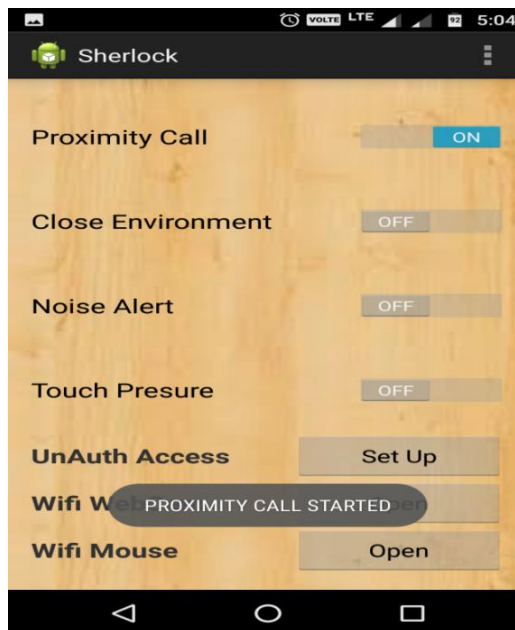 VOLTE LTE 92 5:04
Sherlock
Proximity Call ON
Close Environment OFF
Noise Alert OFF
Touch Presure OFF
UnAuth Access Set Up
Wifi
PROXIMITY CALL STARTED
Wifi Mouse Open